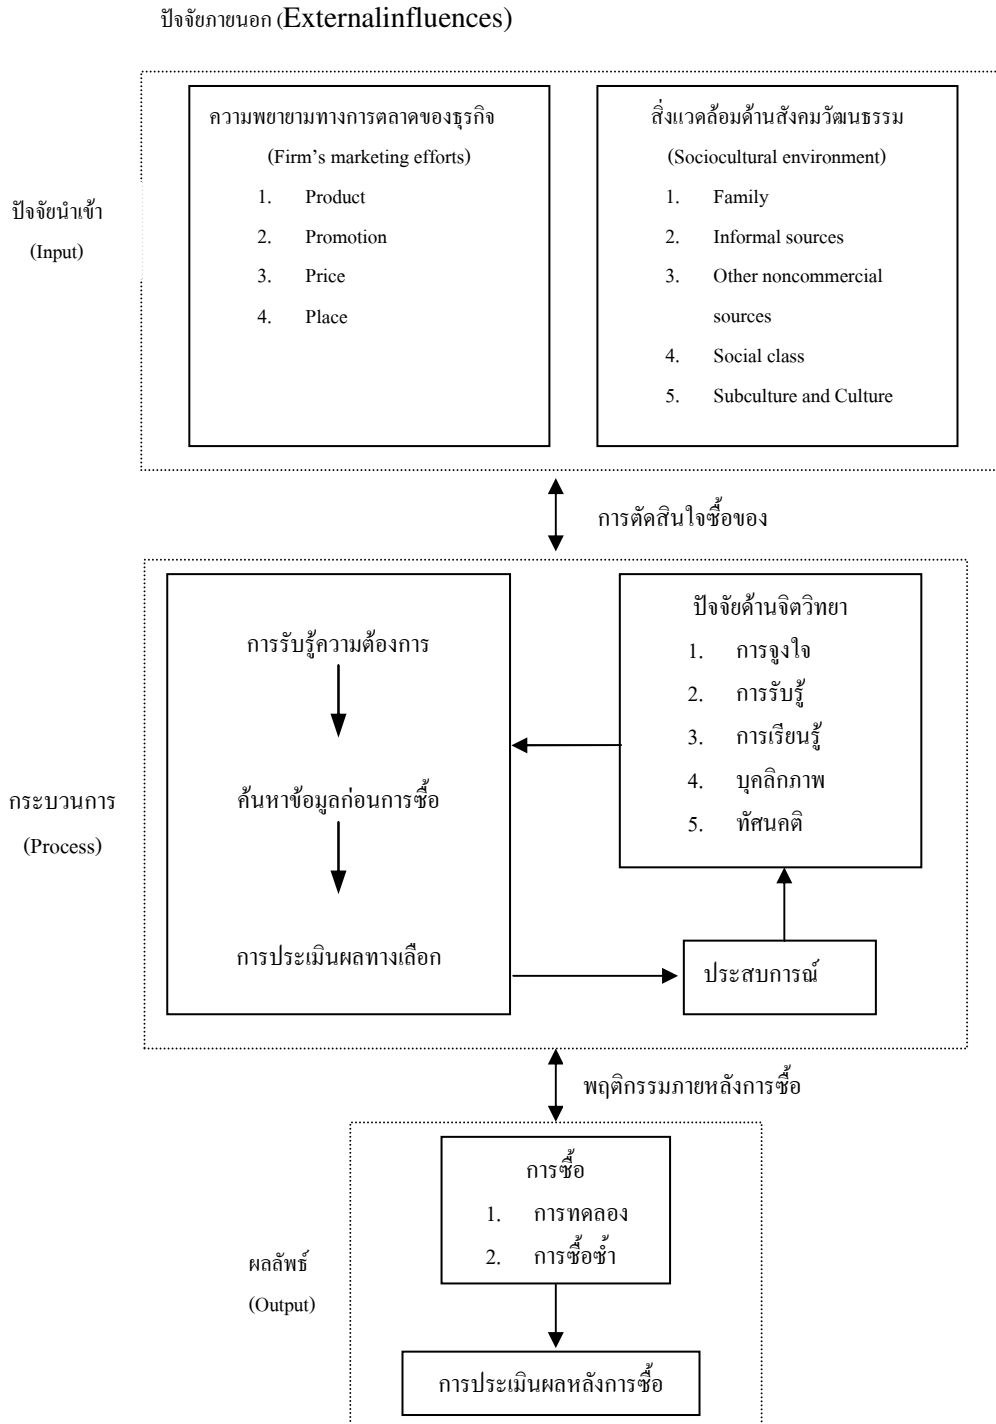 ปัจจัยภายนอก (Externalinfluences)
ความพยายามทางการตลาดของธุรกิจ
(Firm's marketing efforts)
1. Product
2. Promotion
3. Price
4. Place
สิ่งแวดล้อมด้านสังคมวัฒนธรรม
(Sociocultural environment)
1. Family
2. Informal sources
3. Other noncommercial
sources
4. Social class
5. Subculture and Culture
ปัจจัยนำเข้า
(Input)
การตัดสินใจซื้อของ
การรับรู้ความต้องการ
ค้นหาข้อมูลก่อนการซื้อ
การประเมินผลทางเลือก
ปัจจัยด้านจิตวิทยา
1. การจูงใจ
2. การรับรู้
3. การเรียนรู้
4. บุคลิกภาพ
5. ทัศนคติ
กระบวนการ
(Process)
ประสบการณ์
พฤติกรรมภายหลังการซื้อ
การซื้อ
1. การทดลอง
2. การซื้อซ้ำ
ผลลัพธ์
(Output)
การประเมินผลหลังการซื้อ